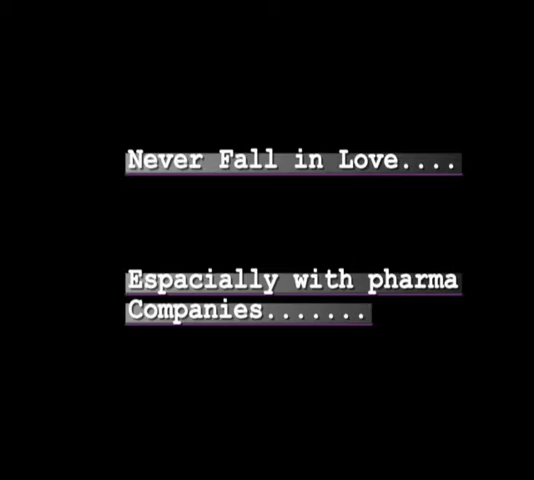 Never Fall in Love....
Espacially with pharma
Companies.......